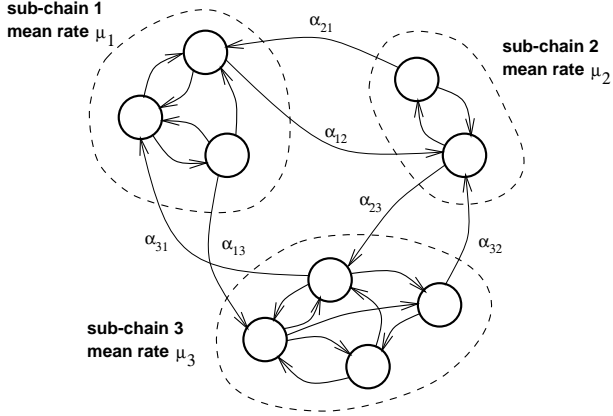 sub-chain 1
mean rate μ₁
α₂₁
sub-chain 2
mean rate μ₂
α₁₂
α₂₃
α₃₁
α₁₃
α₃₂
sub-chain 3
mean rate μ₃